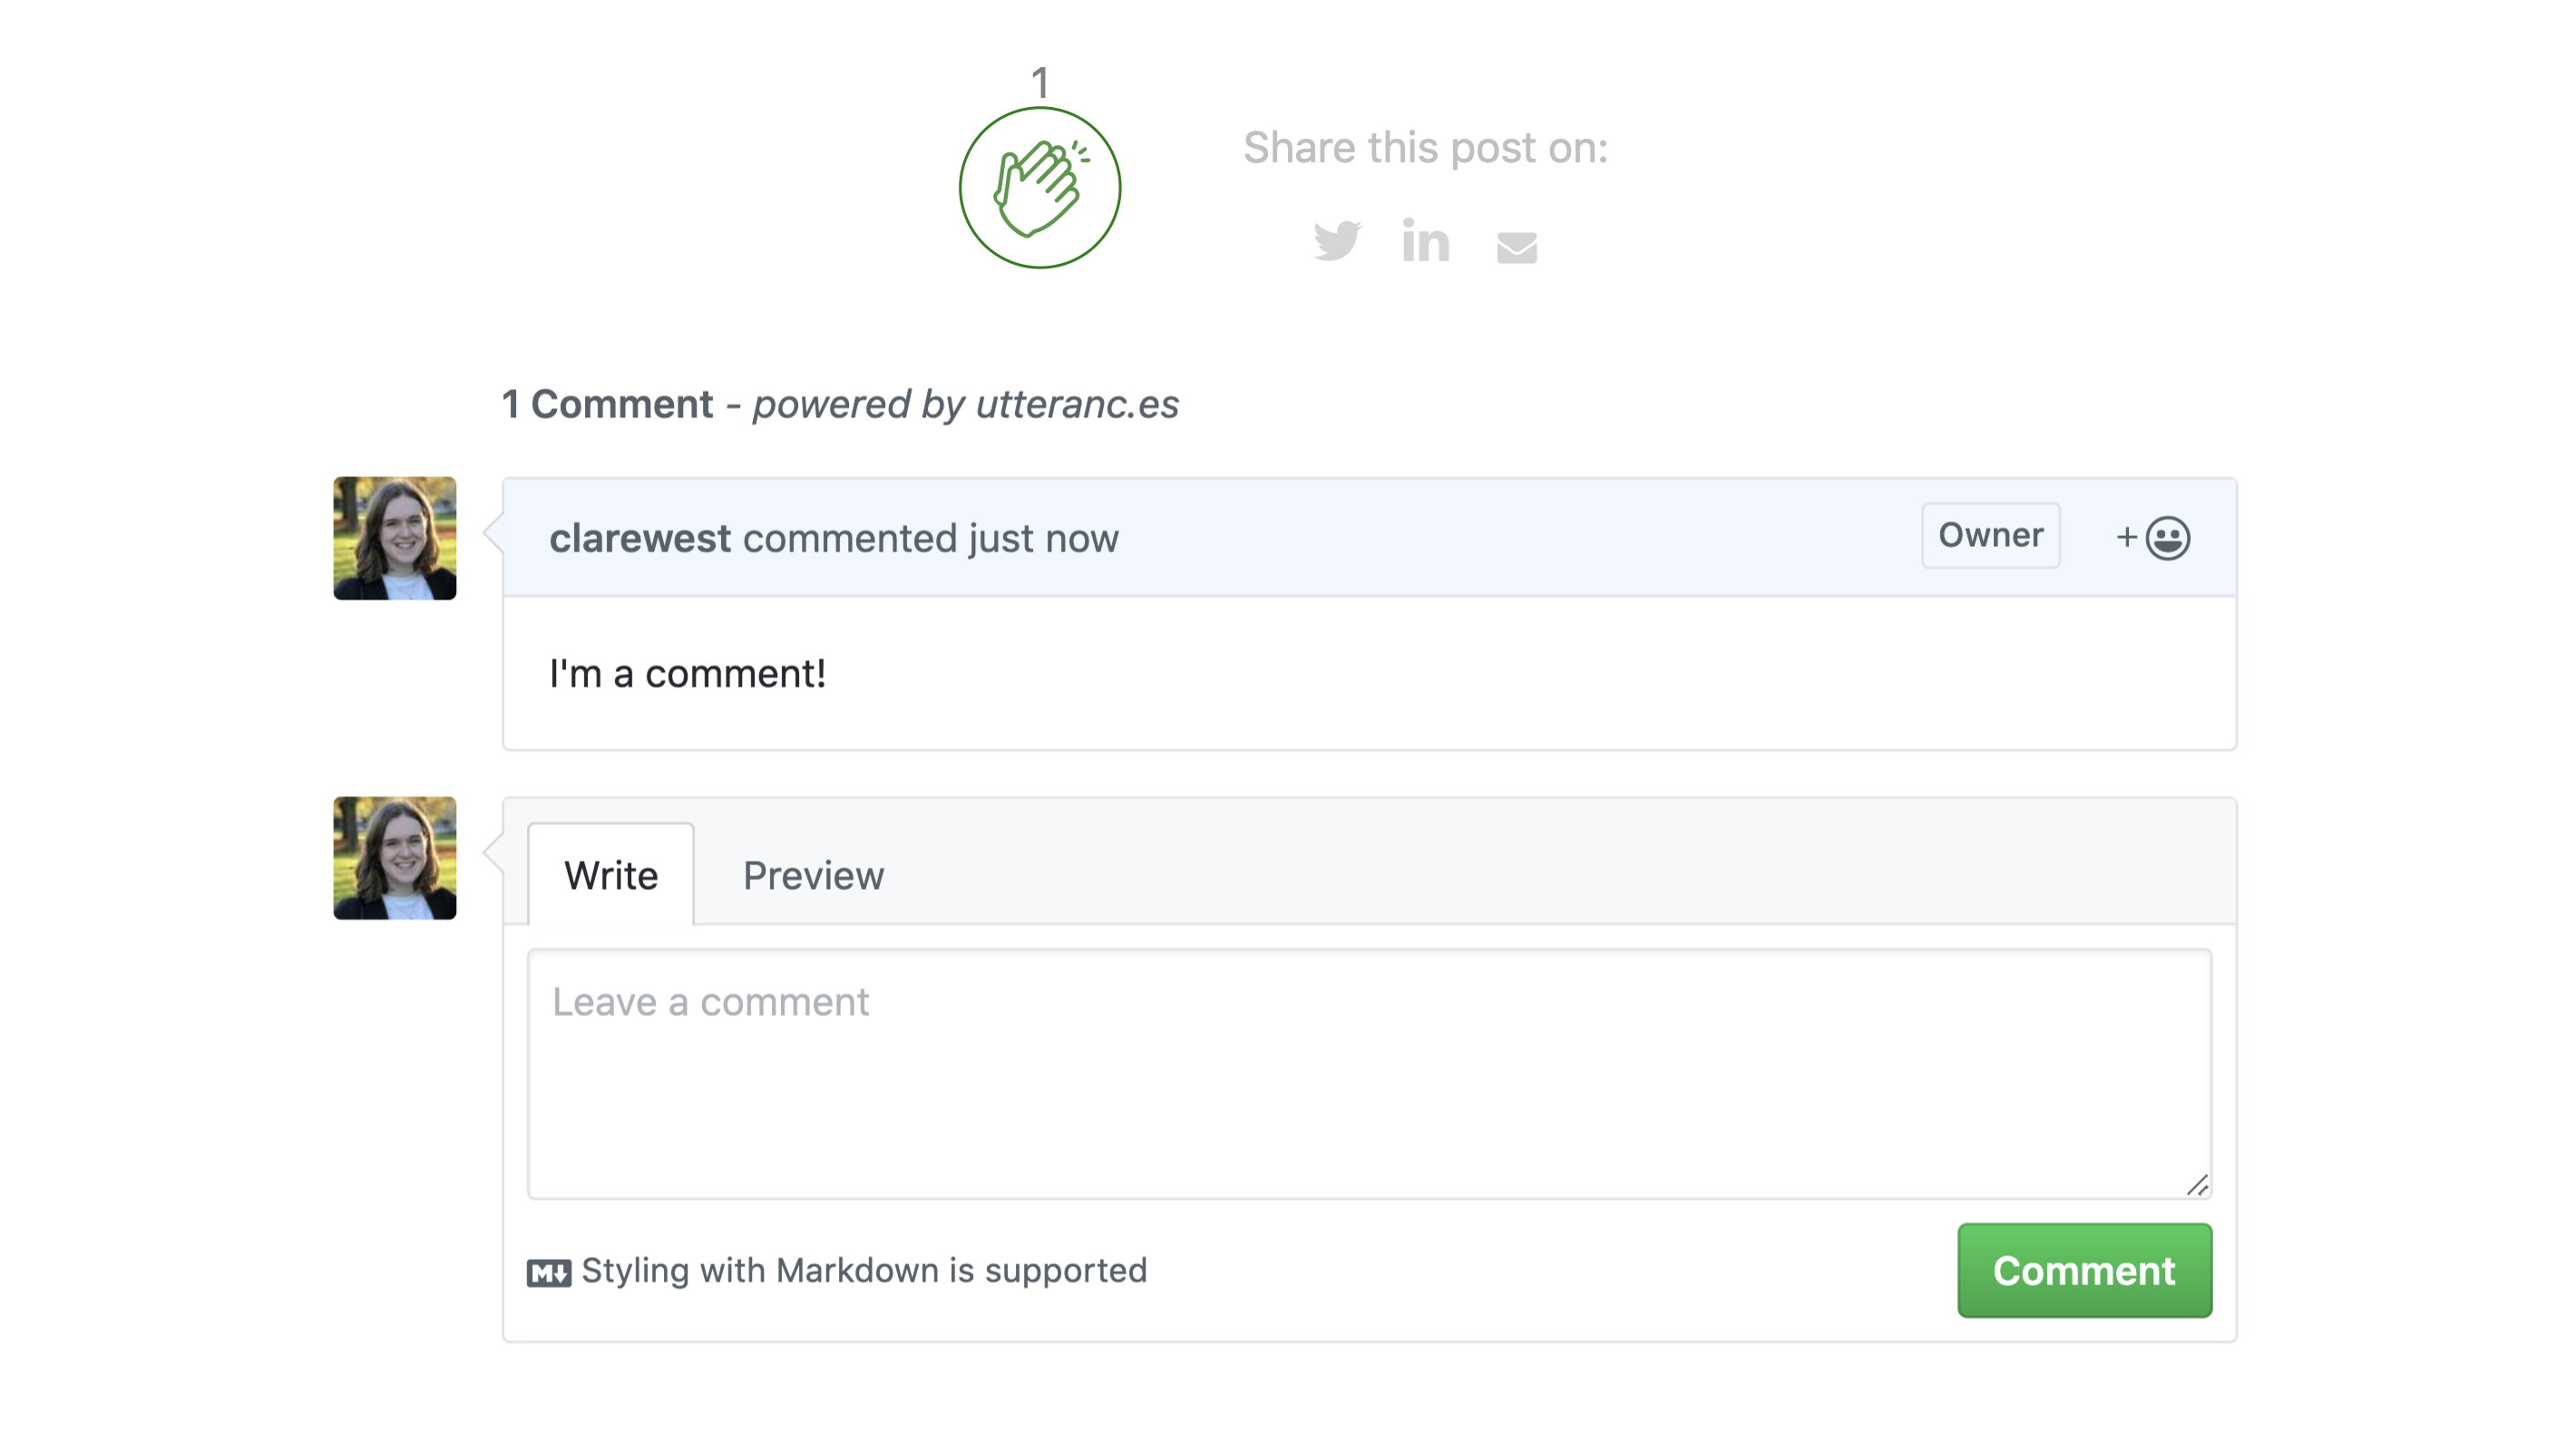 1
Share this post on:
in
1 Comment - powered by utteranc.es
clarewest commented just now
Owner
+
I'm a comment!
Write
Preview
Leave a comment
M↓ Styling with Markdown is supported
Comment